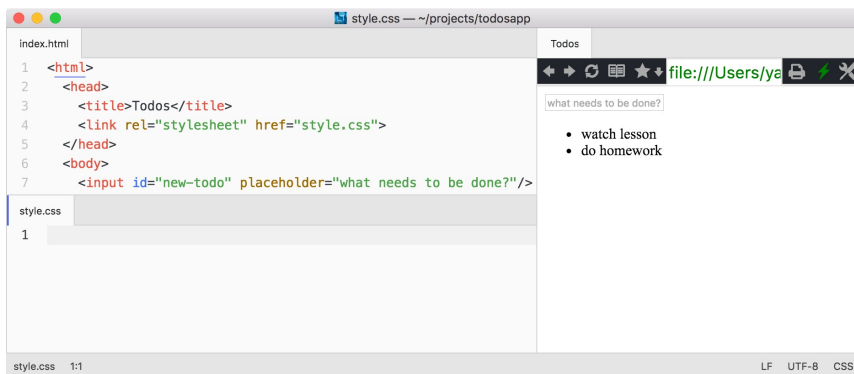 style.css — ~/projects/todosapp
index.html
1 <html>
2 <head>
3 <title>Todos</title>
4 <link rel="stylesheet" href="style.css">
5 </head>
6 <body>
7 <input id="new-todo" placeholder="what needs to be done?"/>
style.css
1
Todos
file:///Users/ya
what needs to be done?
• watch lesson
• do homework
style.css 1:1
LF UTF-8 CSS